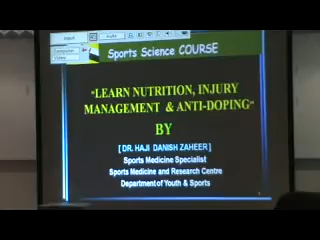 Sports Science COURSE
"LEARN NUTRITION, INJURY
MANAGEMENT & ANTI-DOPING"
BY
[ DR. HAJI DANISH ZAHEER ]
Sports Medicine Specialist
Sports Medicine and Research Centre
Department of Youth & Sports